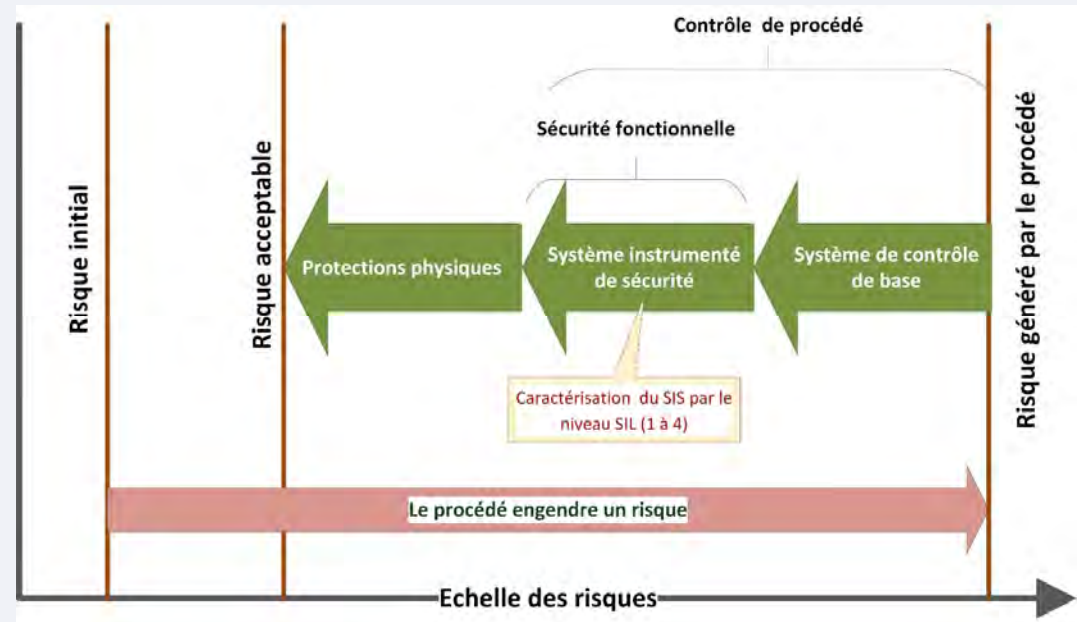 Contrôle de procédé
Sécurité fonctionnelle
Risque initial
Risque acceptable
Protections physiques
Système instrumenté
de sécurité
Système de contrôle
de base
Risque généré par le procédé
Caractérisation du SIS par le
niveau SIL (1 à 4)
Le procédé engendre un risque
Echelle des risques